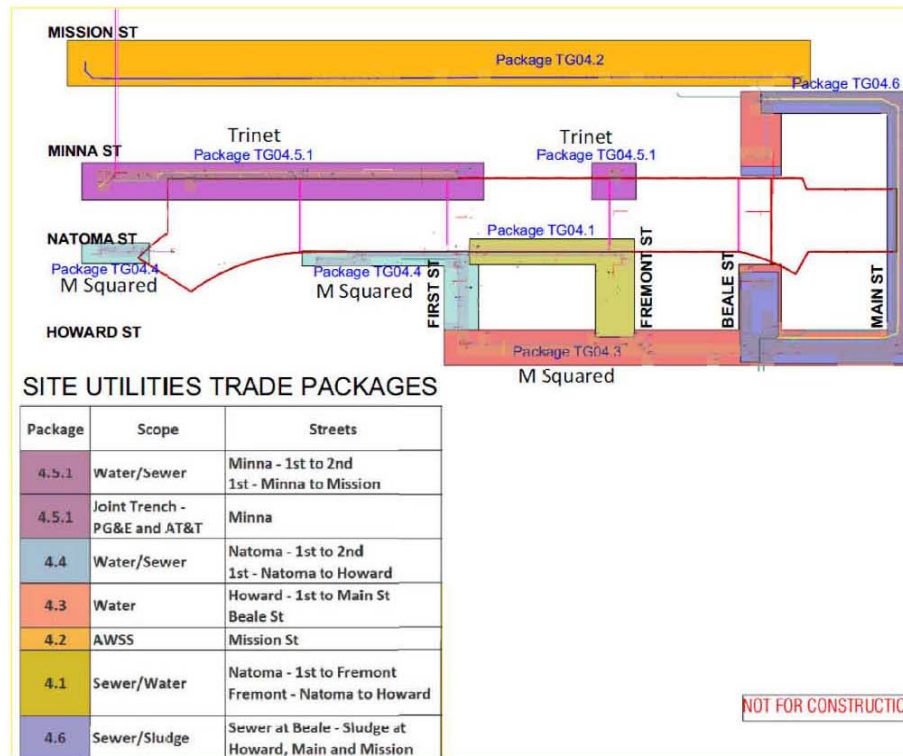 MISSION ST
Package TG04.2
Package TG04.6
Trinet
Trinet
MINNA ST
Package TG04.5.1
Package TG04.5.1
NATOMA ST
Package TG04.1
Package TG04.4
Package TG04.4
M Squared
M Squared
FIRST ST
FREMONT ST
BEALE ST
MAIN ST
HOWARD ST
Package TG04.3
M Squared
SITE UTILITIES TRADE PACKAGES
Package Scope Streets
4.5.1 Water/Sewer Minna - 1st to 2nd
1st - Minna to Mission
4.5.1 Joint Trench - PG&E and AT&T Minna
4.4 Water/Sewer Natoma - 1st to 2nd
1st - Natoma to Howard
4.3 Water Howard - 1st to Main St
Beale St
4.2 AWSS Mission St
4.1 Sewer/Water Natoma - 1st to Fremont
Fremont - Natoma to Howard
4.6 Sewer/Sludge Sewer at Beale - Sludge at
Howard, Main and Mission
NOT FOR CONSTRUCTIO